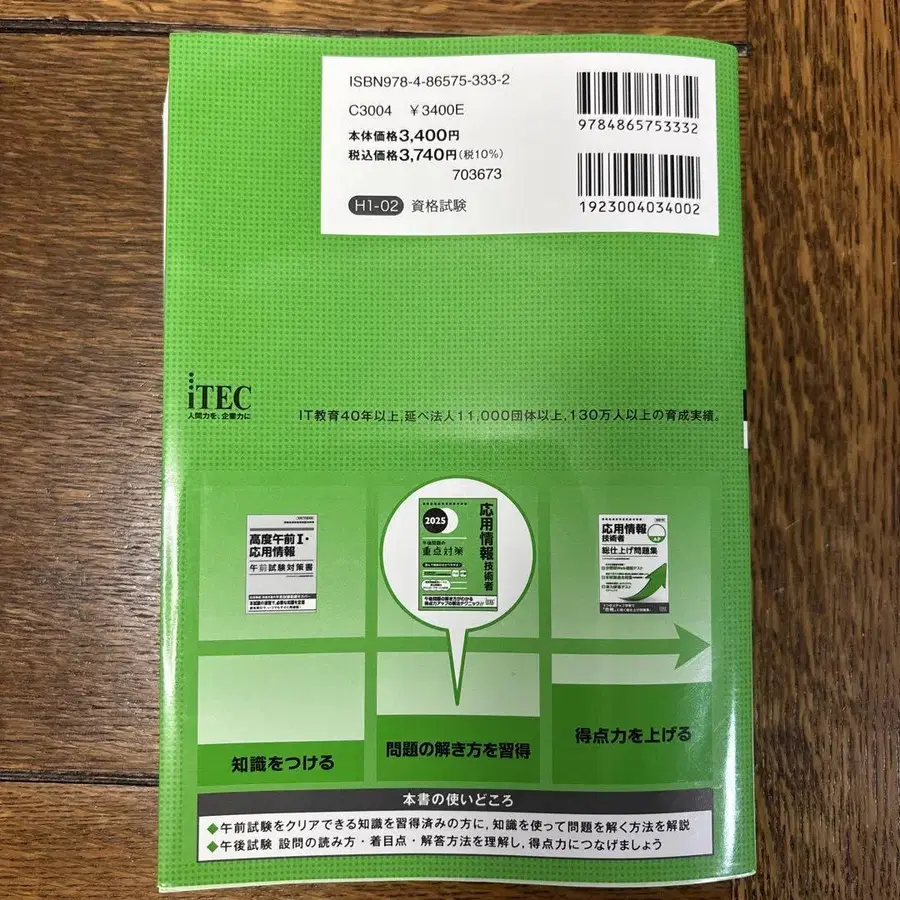 ISBN978-4-86575-333-2
C3004 ¥3400E
本体価格3,400円
税込価格3,740円(税10%)
703673
H1-02 資格試験
9784865753332
1923004034002
iTEC
人間力を、企業力に
IT教育40年以上,延べ法人11,000団体以上,130万人以上の育成実績。
高度午前Ⅰ・
応用情報
午前試験対策書
2025
応用情報技術者
午後問題の
重点対策
応用情報
技術者
総仕上げ問題集
知識をつける
問題の解き方を習得
得点力を上げる
本書の使いどころ
◆午前試験をクリアできる知識を習得済みの方に,知識を使って問題を解く方法を解説
◆午後試験 設問の読み方・着目点・解答方法を理解し,得点力につなげましょう